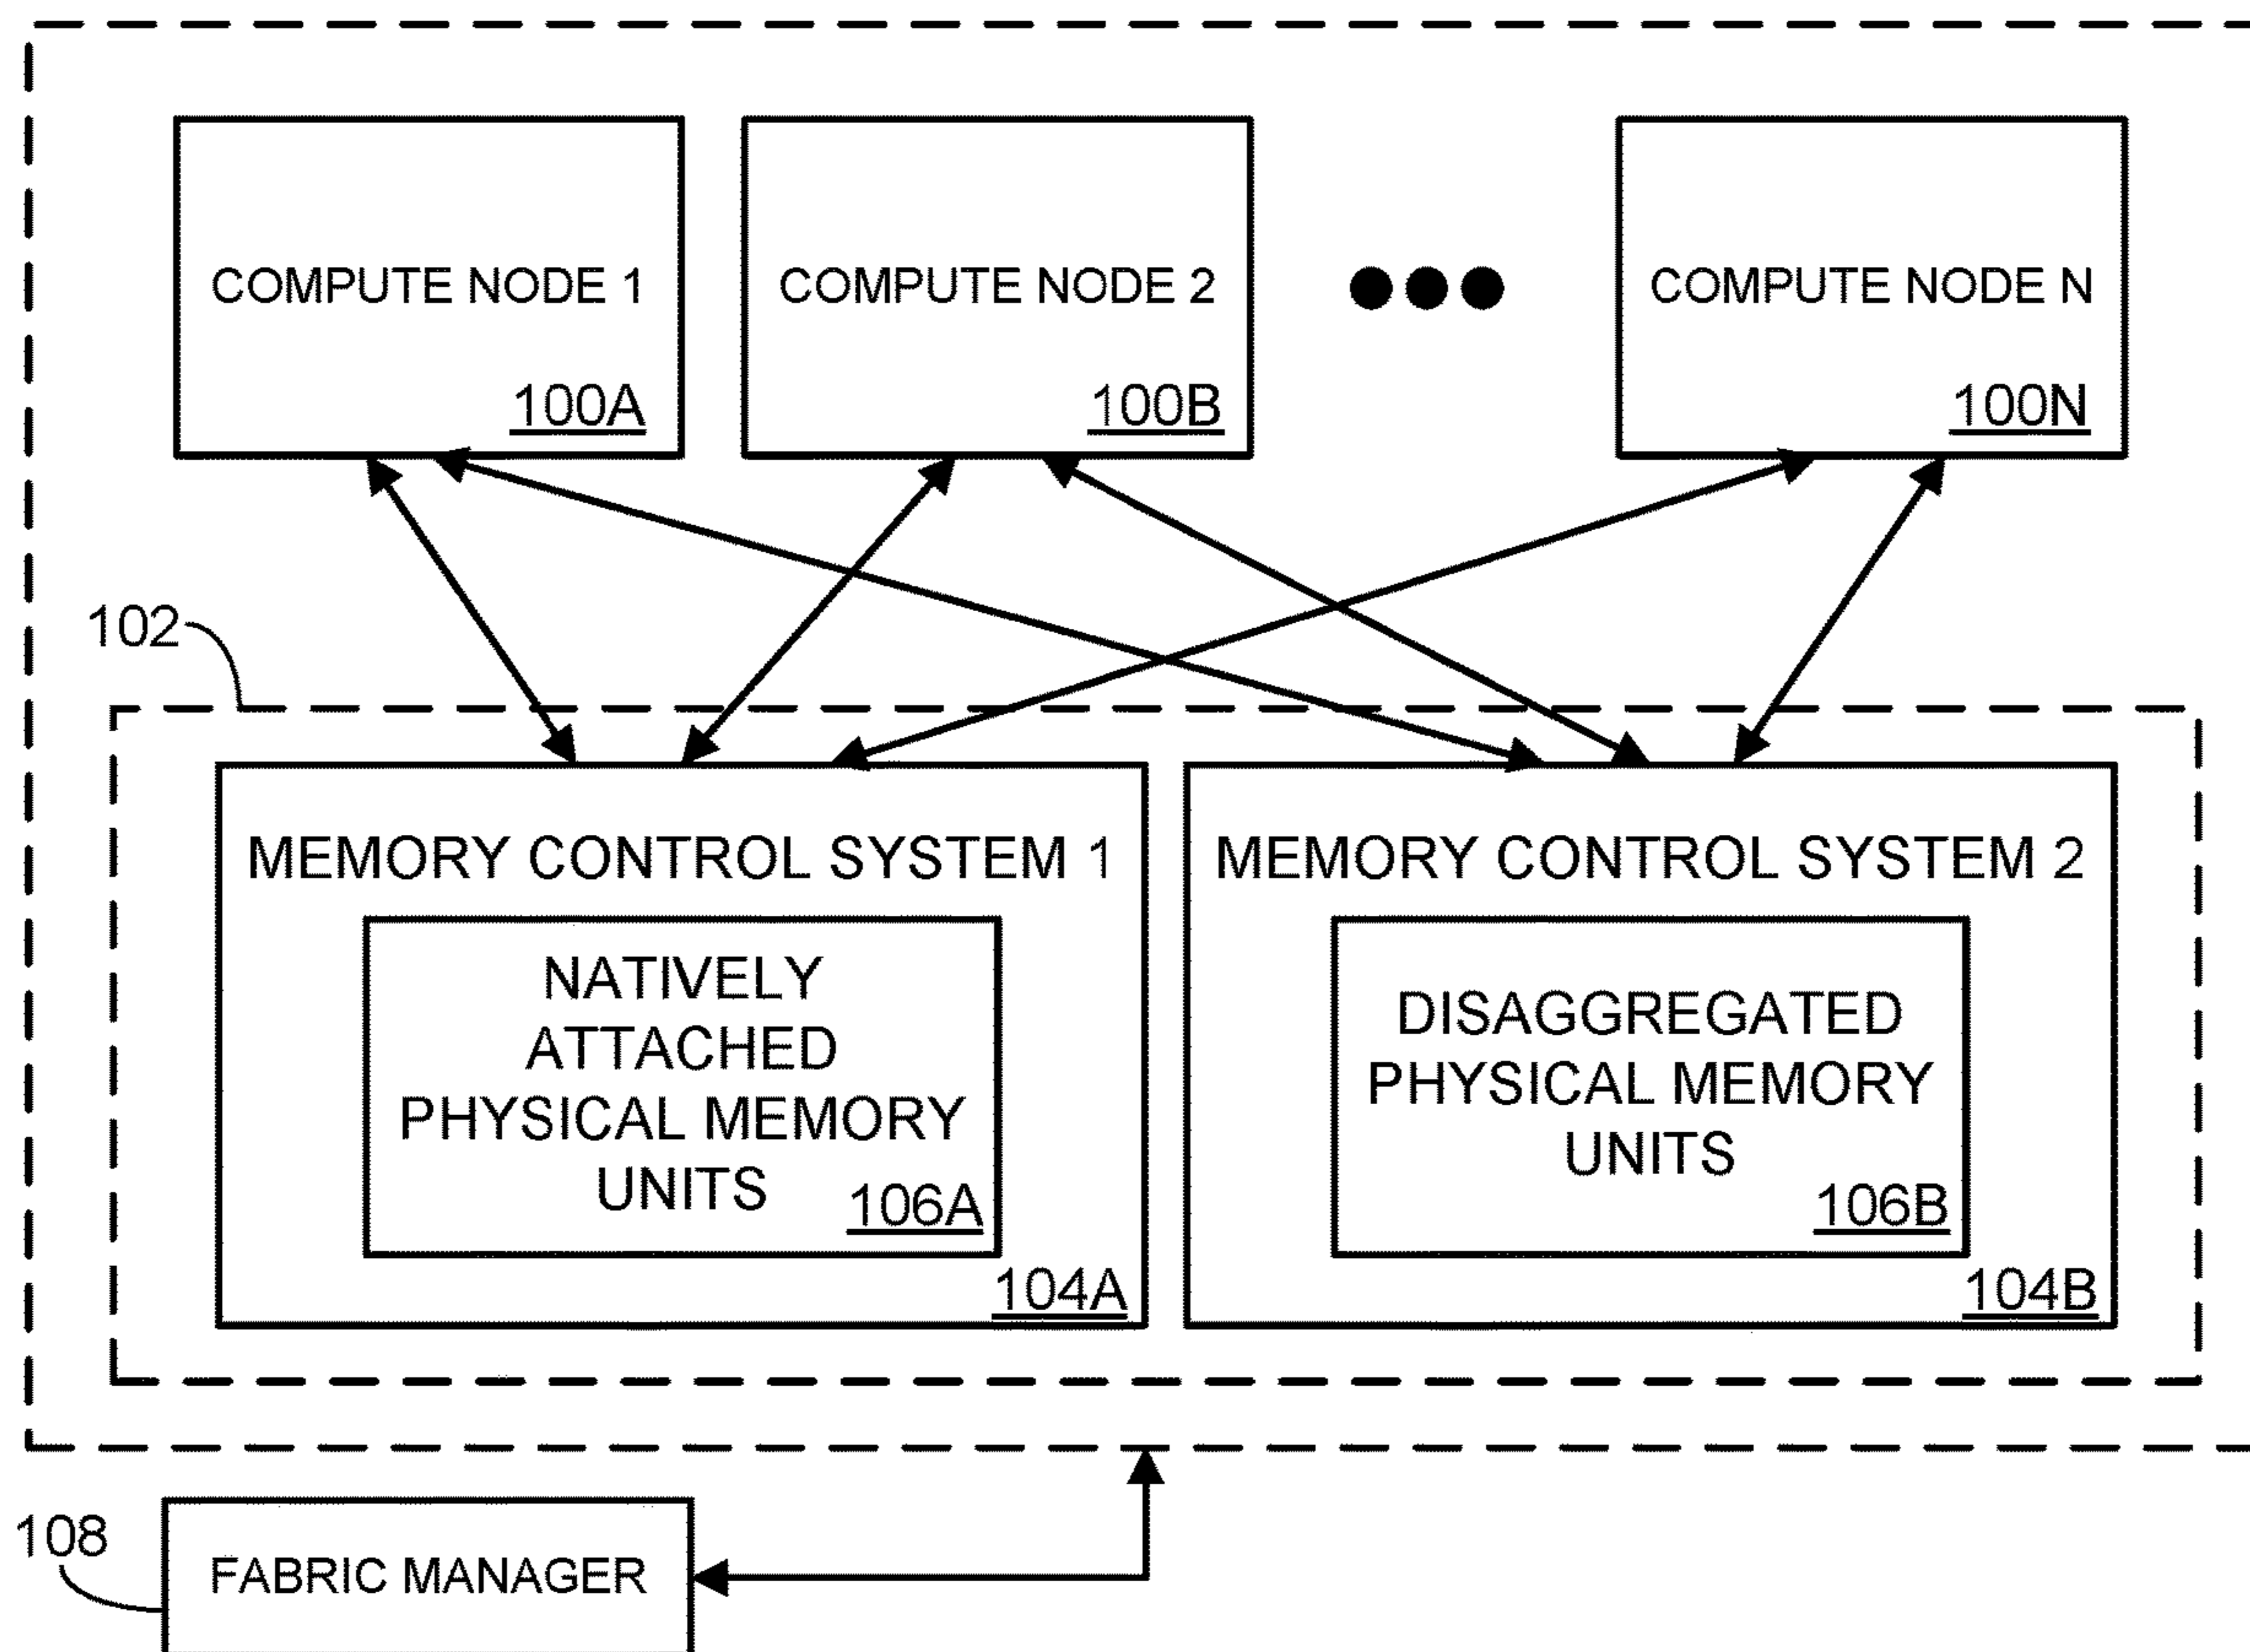 COMPUTE NODE 1
100A
COMPUTE NODE 2
100B
COMPUTE NODE N
100N
102
MEMORY CONTROL SYSTEM 1
NATIVELY
ATTACHED
PHYSICAL MEMORY
UNITS
106A
104A
MEMORY CONTROL SYSTEM 2
DISAGGREGATED
PHYSICAL MEMORY
UNITS
106B
104B
108
FABRIC MANAGER